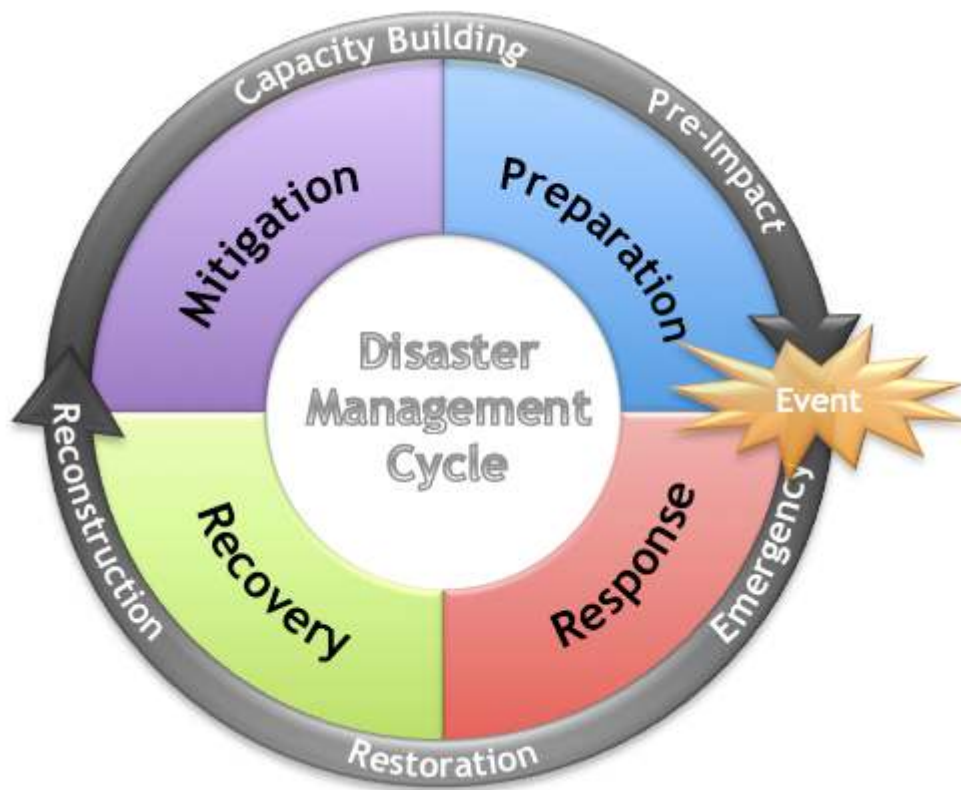 Capacity Building
Pre-Impact
Mitigation
Preparation
Disaster
Management
Cycle
Event
Reconstruction
Recovery
Response
Emergency
Restoration